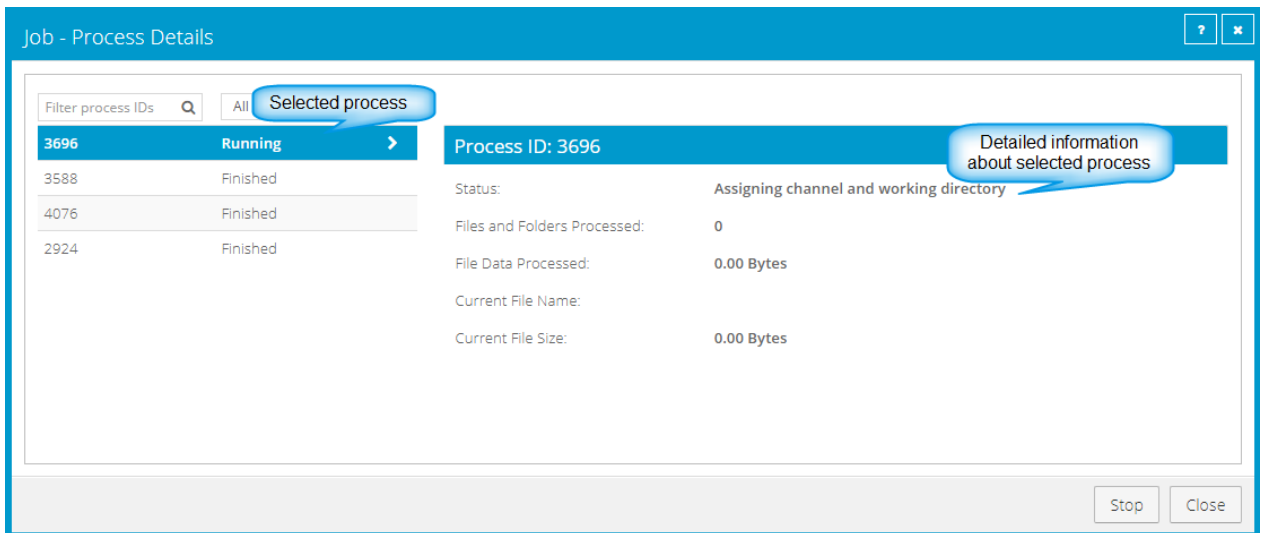 Job - Process Details
?
×
Filter process IDs
All
Selected process
3696 Running
3588 Finished
4076 Finished
2924 Finished
Process ID: 3696
Detailed information
about selected process
Status: Assigning channel and working directory
Files and Folders Processed: 0
File Data Processed: 0.00 Bytes
Current File Name:
Current File Size: 0.00 Bytes
Stop
Close